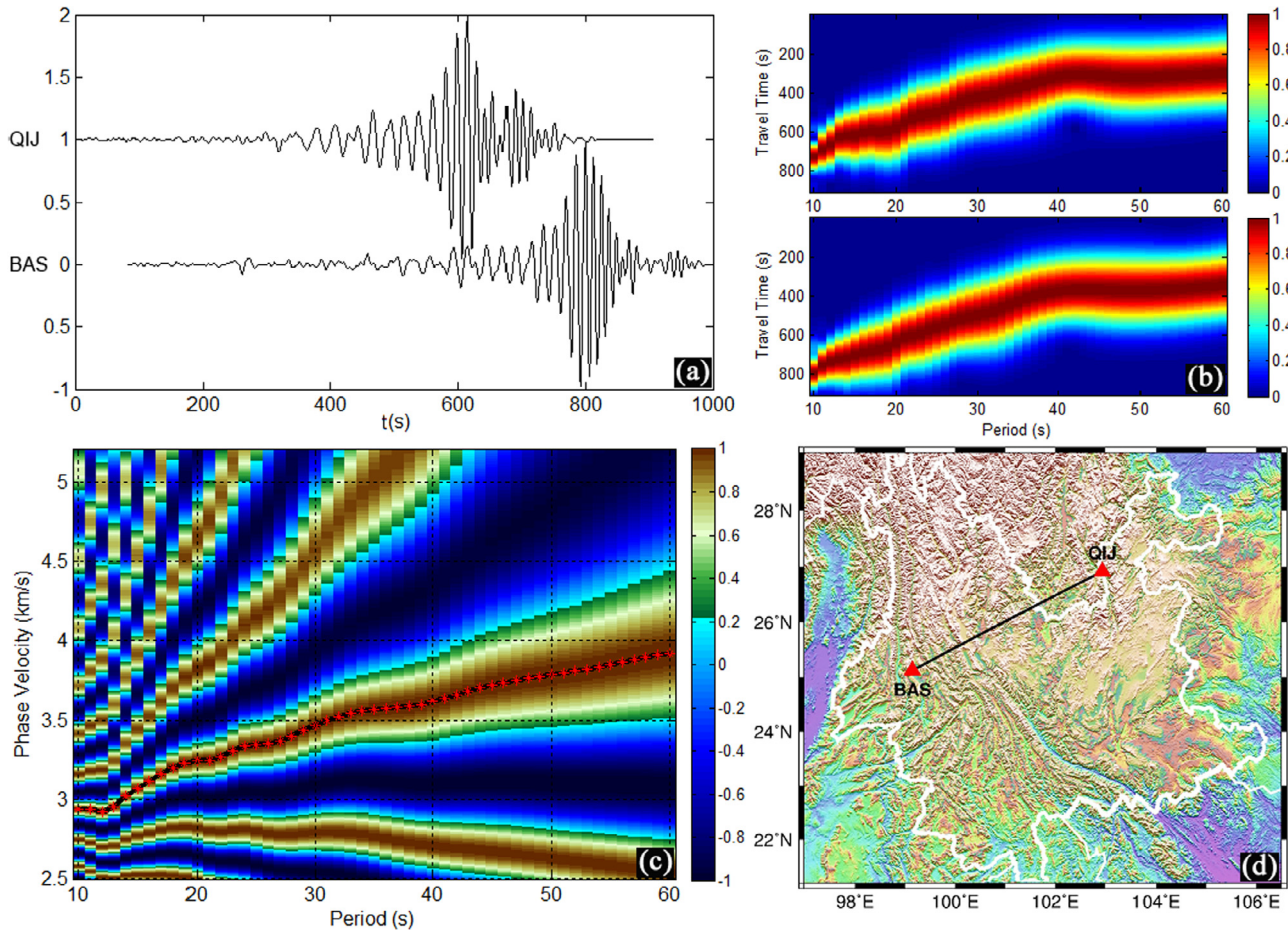 2
1.5
QIJ 1
0.5
BAS 0
0.5
-1
0 200 400 600 800 1000
t(s)
(a)
200
400
600
800
Travel Time (s)
10 20 30 40 50 60
1
0.8
0.6
0.4
0.2
0
200
400
600
800
Travel Time (s)
10 20 30 40 50 60
Period (s)
1
0.8
0.6
0.4
0.2
0
(b)
5
4.5
4
3.5
3
2.5
Phase Velocity (km/s)
10 20 30 40 50 60
Period (s)
1
0.8
0.6
0.4
0.2
0
-0.2
-0.4
-0.6
-0.8
-1
(c)
28°N
26°N
24°N
22°N
QIJ
BAS
98°E 100°E 102°E 104°E 106°E
(d)